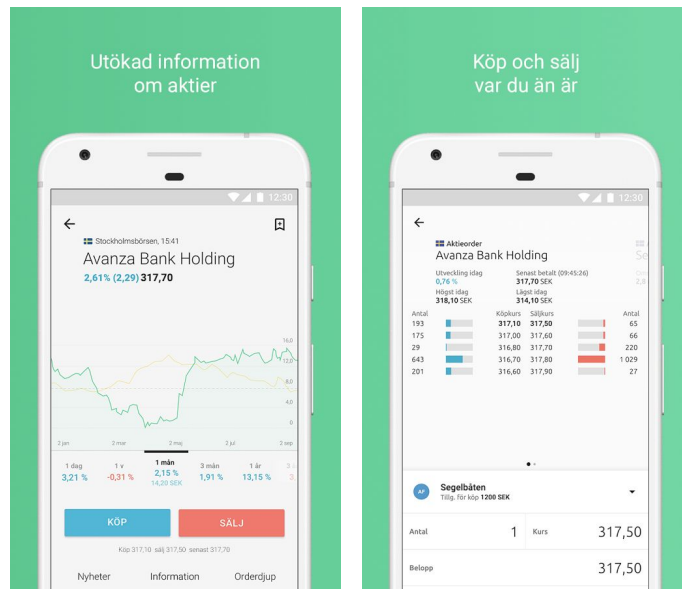 Utökad information
om aktier
12:30
Stockholmsbörsen, 15:41
Avanza Bank Holding
2,61% (2,29) 317,70
16,0
12,0
8,0
4,0
0
2 jan 2 mar 2 maj 2 jul 2 sep
1 dag 1 v 1 mån 3 mån 1 år
3,21 % -0,31 % 2,15 % 1,91 % 13,15 %
14,20 SEK
KÖP SÄLJ
Köp 317,10 sälj 317,50 senast 317,70
Nyheter Information Orderdjup
Köp och sälj
var du än är
12:30
Aktieorder
Avanza Bank Holding
Utveckling idag Senast betalt (09:45:26)
0,76 % 317,70 SEK
Högst idag Lägst idag
318,10 SEK 314,10 SEK
Antal Köpkurs Säljkurs Antal
193 317,10 317,50 65
175 317,00 317,60 66
29 316,80 317,70 220
643 316,70 317,80 1 029
201 316,60 317,90 27
AF
Segelbåten
Tillg. för köp 1200 SEK
Antal 1 Kurs 317,50
Belopp 317,50